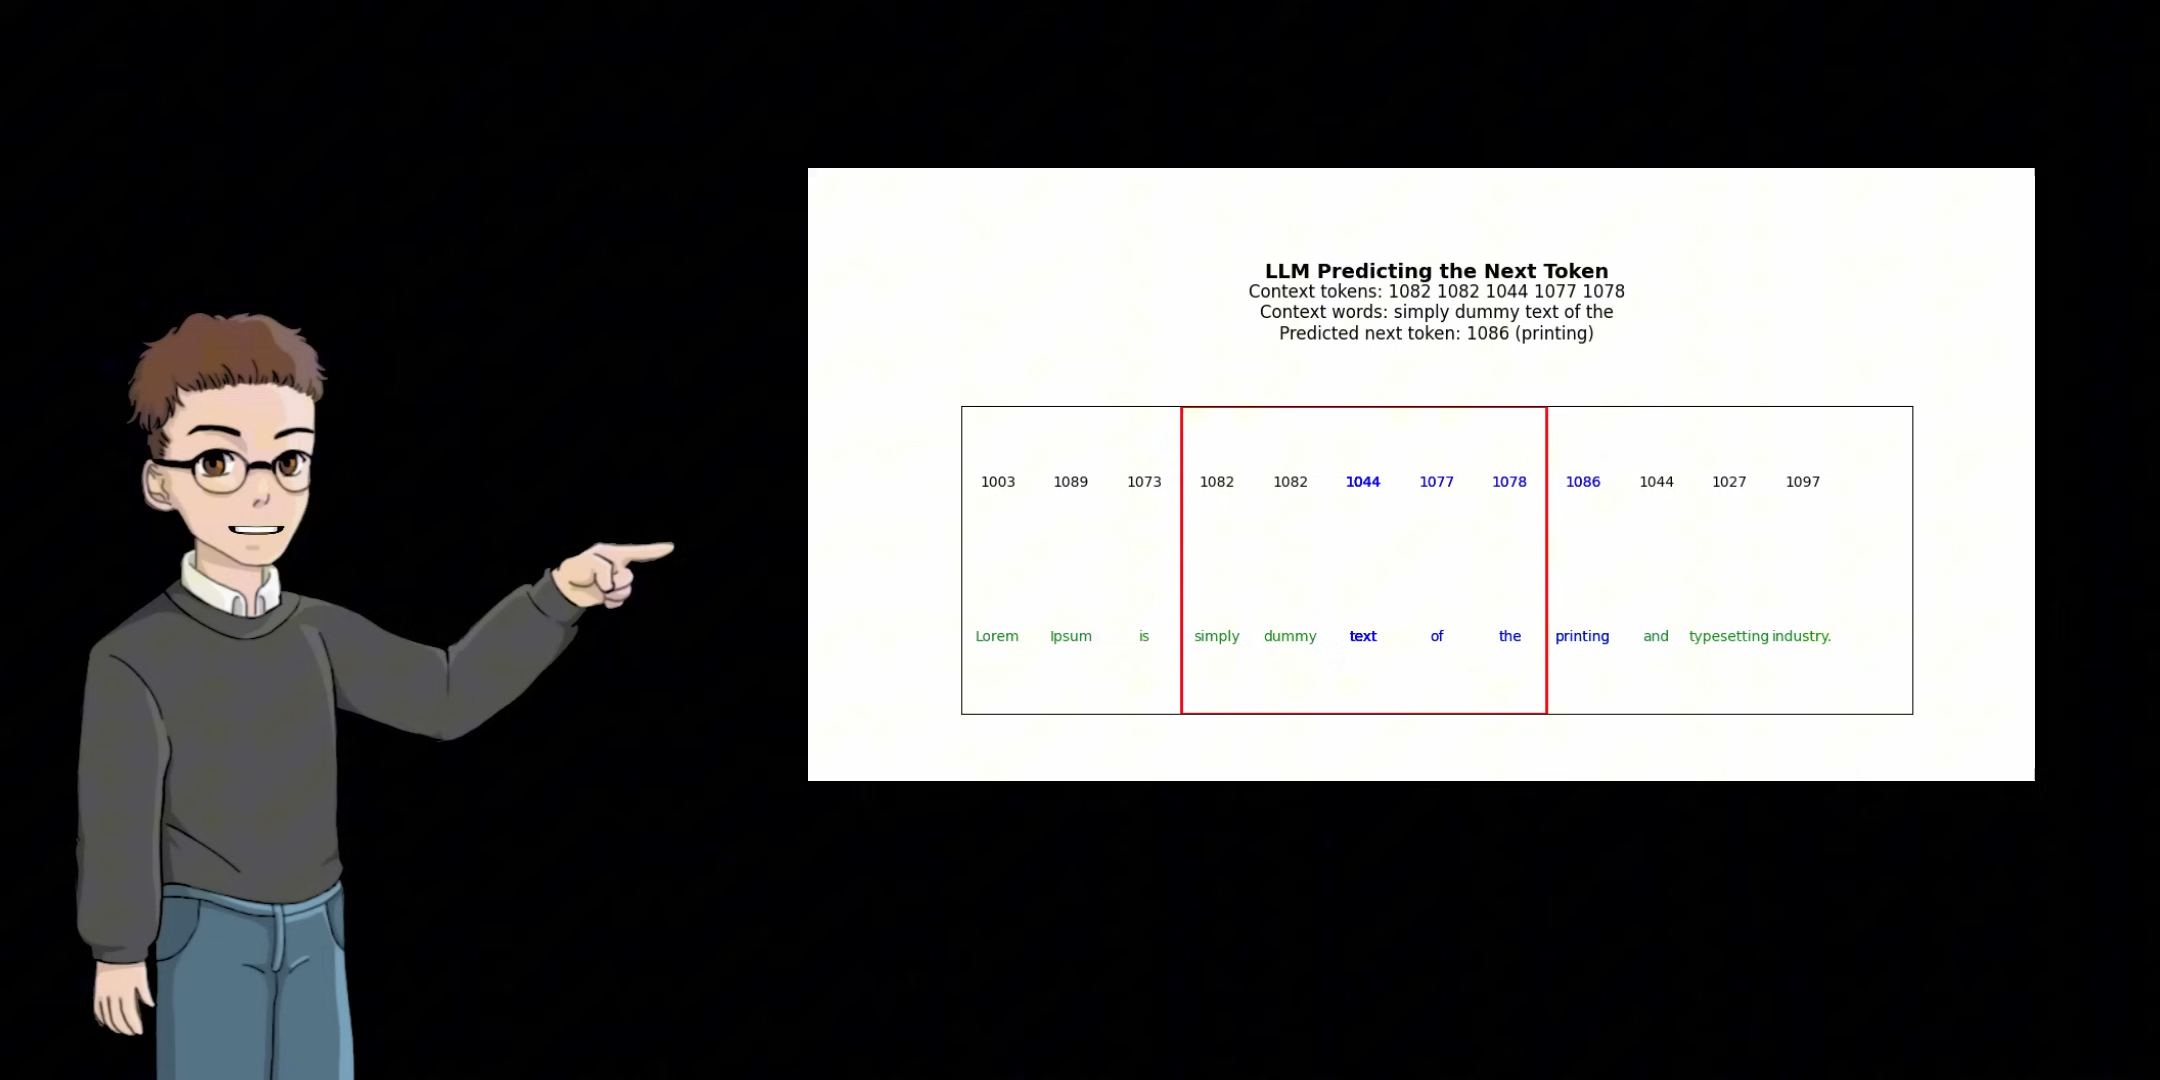 LLM Predicting the Next Token
Context tokens: 1082 1082 1044 1077 1078
Context words: simply dummy text of the
Predicted next token: 1086 (printing)
1003 1089 1073 1082 1082 1044 1077 1078 1086 1044 1027 1097
Lorem Ipsum is simply dummy text of the printing and typesetting industry.